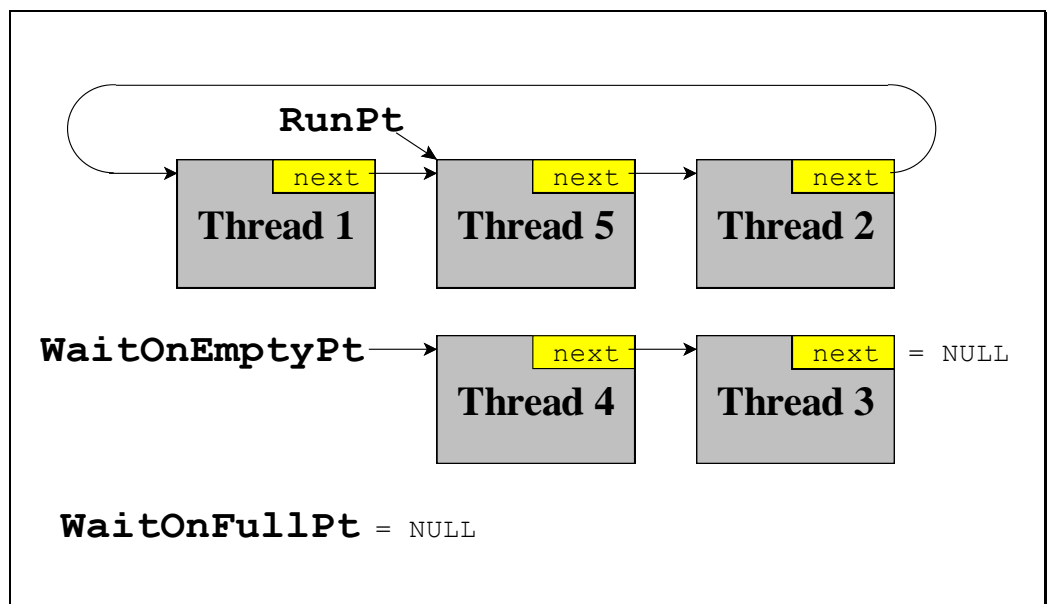 RunPt
next next next
Thread 1 Thread 5 Thread 2
WaitOnEmptyPt next next = NULL
Thread 4 Thread 3
WaitOnFullPt = NULL